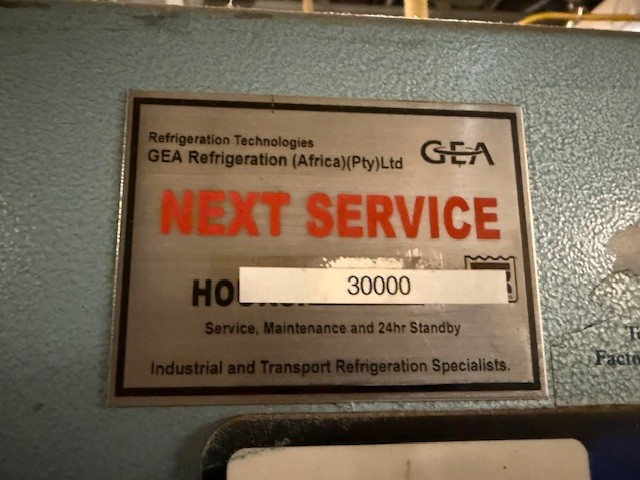 Refrigeration Technologies
GEA Refrigeration (Africa)(Pty)Ltd
GEA
NEXT SERVICE
30000
Service, Maintenance and 24hr Standby
Industrial and Transport Refrigeration Specialists.